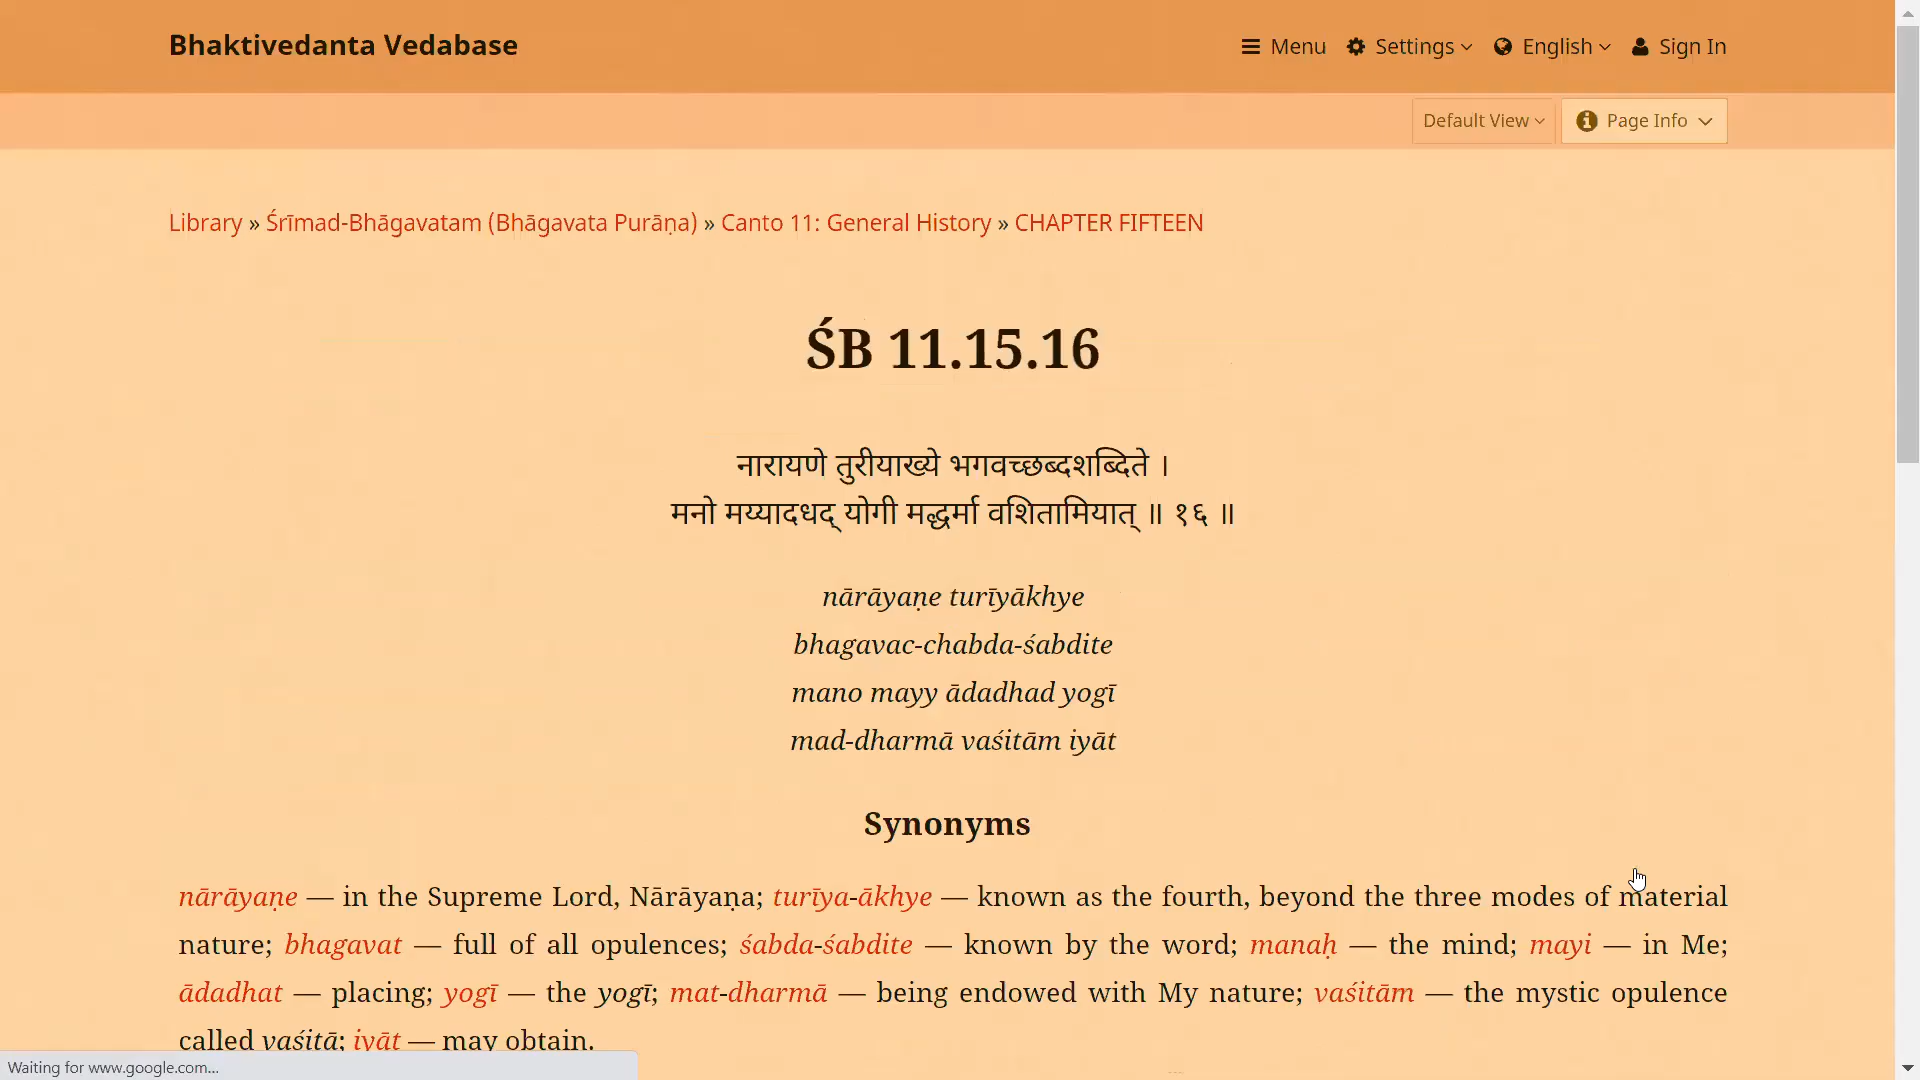 Bhaktivedanta Vedabase
Menu Settings English Sign In
Default View Page Info
Library » Śrīmad-Bhāgavatam (Bhāgavata Purāṇa) » Canto 11: General History » CHAPTER FIFTEEN
ŚB 11.15.16
नारायणे तुरीयाख्ये भगवच्छब्दशब्दिते ।
मनो मय्यादधद् योगी मद्धर्मा वशितामियात् ॥ १६ ॥
nārāyaṇe turīyākhye
bhagavac-chabda-śabdite
mano mayy ādadhad yogī
mad-dharmā vaśitām iyāt
Synonyms
nārāyaṇe — in the Supreme Lord, Nārāyaṇa; turīya-ākhye — known as the fourth, beyond the three modes of material
nature; bhagavat — full of all opulences; śabda-śabdite — known by the word; manaḥ — the mind; mayi — in Me;
ādadhat — placing; yogī — the yogī; mat-dharmā — being endowed with My nature; vaśitām — the mystic opulence
called vaśitā; iyāt — may obtain.
Waiting for www.google.com...